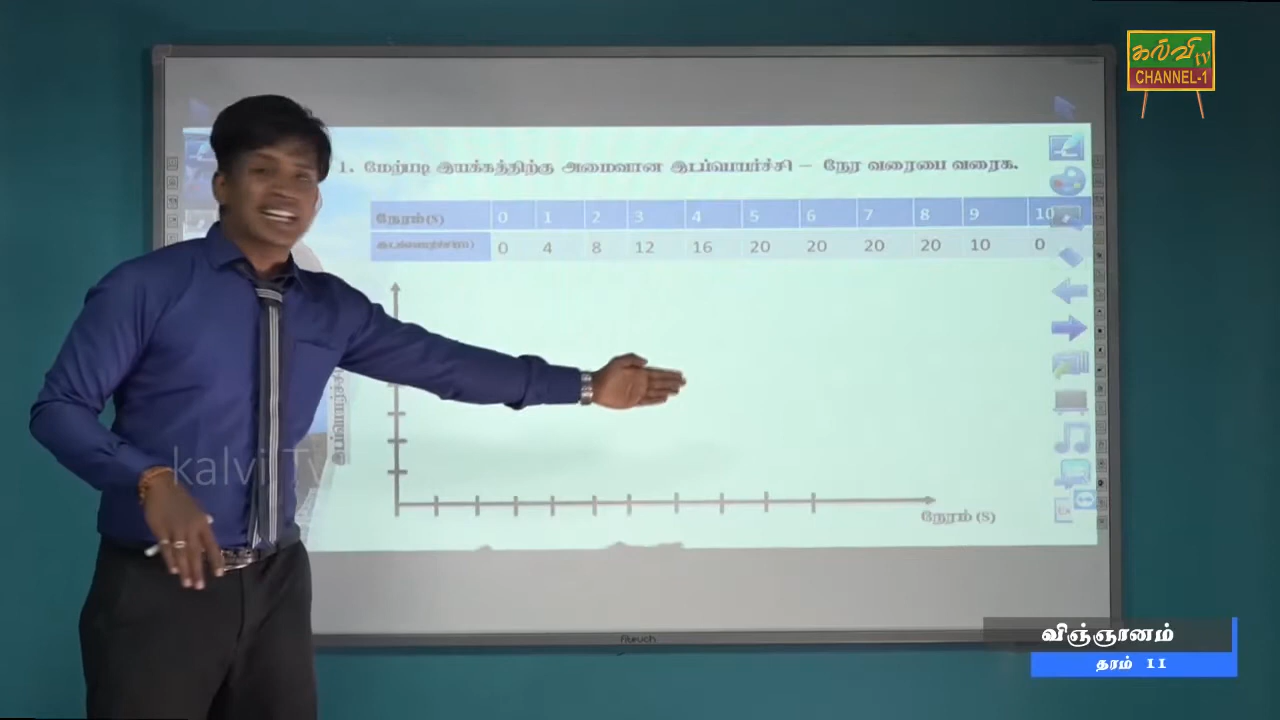 கல்வி tv
CHANNEL-1
1. மேற்படி இயக்கத்திற்கு அமைவான இடப்பெயர்ச்சி – நேர வரைபை வரைக.
நேரம்(S) 0 1 2 3 4 5 6 7 8 9 10
இடப்பெயர்ச்சி(m) 0 4 8 12 16 20 20 20 20 10 0
நேரம் (S)
kalvi Tv
விஞ்ஞானம்
தரம் 11